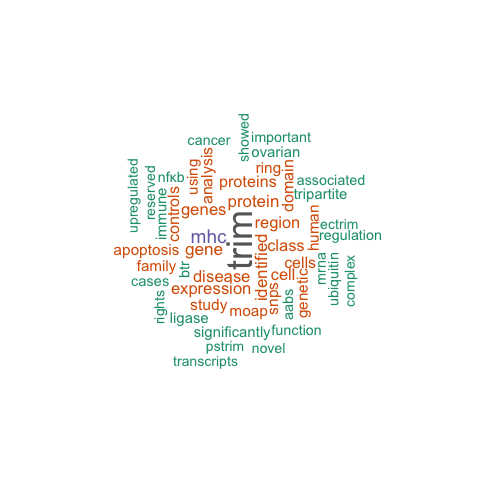 showed
cancer
important
using
analysis
ovarian
upregulated
reserved
nfκb
ring
domain
immune
controls
proteins
associated
tripartite
genes
protein
trim
region
human
ectrim
mhc
regulation
apoptosis
gene
class
identified
family
btr
disease
cell
cells
mrna
ubiquitin
complex
cases
expression
snps
genetic
aabs
rights
study
moap
ligase
significantly
function
pstrim
novel
transcripts